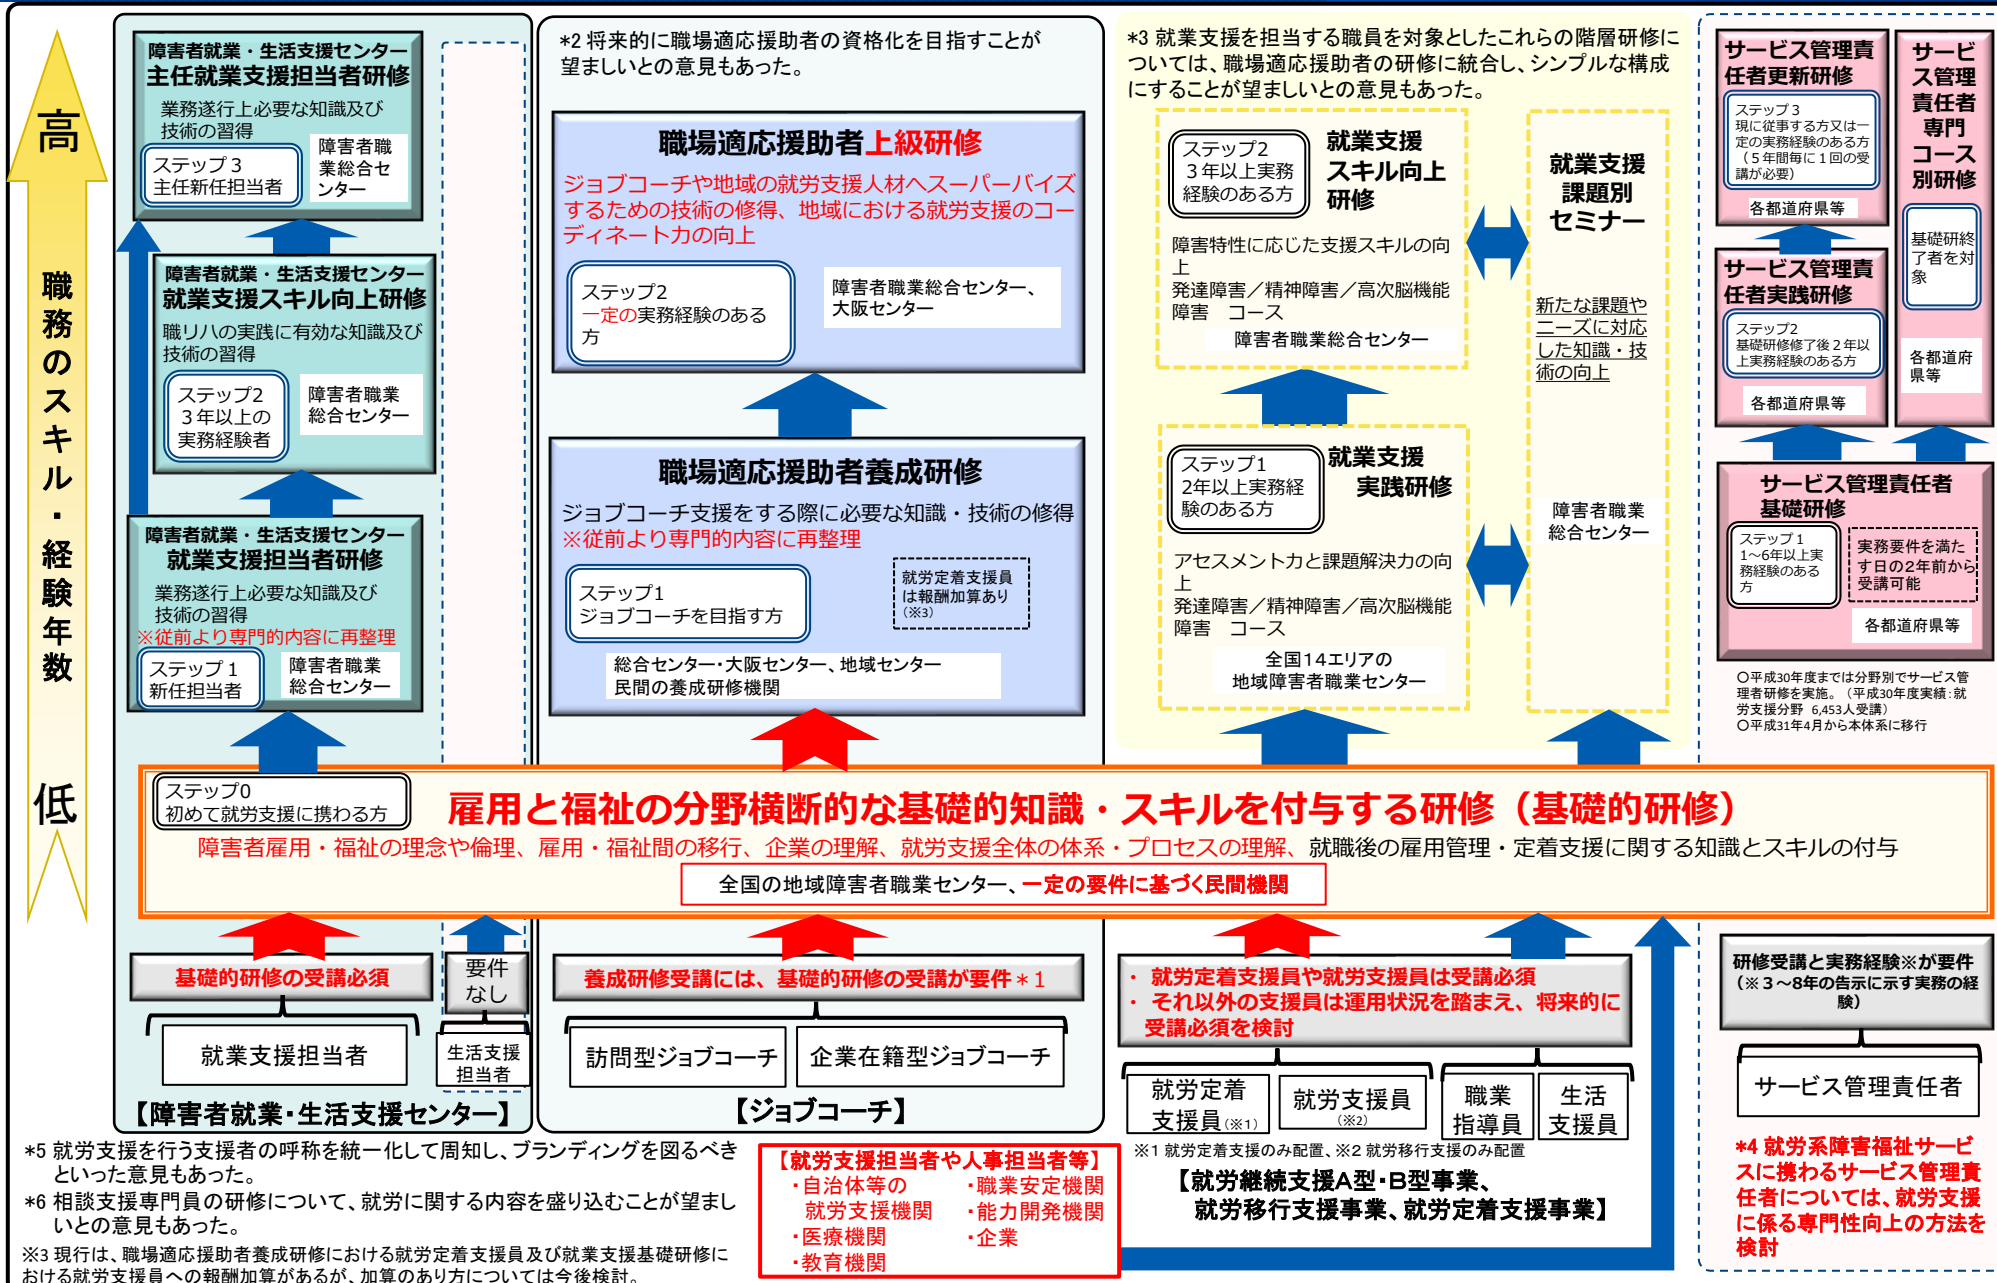 高
職務のスキル・経験年数
低
障害者就業・生活支援センター
主任就業支援担当者研修
業務遂行上必要な知識及び
技術の習得
ステップ3
主任新任担当者
障害者職
業総合セ
ンター
障害者就業・生活支援センター
就業支援スキル向上研修
職リハの実践に有効な知識及び
技術の習得
ステップ2
3年以上の
実務経験者
障害者職業
総合センター
障害者就業・生活支援センター
就業支援担当者研修
業務遂行上必要な知識及び
技術の習得
※従前より専門的内容に再整理
ステップ1
新任担当者
障害者職業
総合センター
*2 将来的に職場適応援助者の資格化を目指すことが
望ましいとの意見もあった。
職場適応援助者上級研修
ジョブコーチや地域の就労支援人材へスーパーバイズ
するための技術の修得、地域における就労支援のコー
ディネート力の向上
ステップ2
一定の実務経験のある
方
障害者職業総合センター、
大阪センター
職場適応援助者養成研修
ジョブコーチ支援をする際に必要な知識・技術の修得
※従前より専門的内容に再整理
ステップ1
ジョブコーチを目指す方
就労定着支援員
は報酬加算あり
(※3)
総合センター・大阪センター、地域センター
民間の養成研修機関
*3 就業支援を担当する職員を対象としたこれらの階層研修に
ついては、職場適応援助者の研修に統合し、シンプルな構成
にすることが望ましいとの意見もあった。
ステップ2
3年以上実務
経験のある方
就業支援
スキル向上
研修
障害特性に応じた支援スキルの向
上
発達障害／精神障害／高次脳機能
障害 コース
障害者職業総合センター
ステップ1
2年以上実務経
験のある方
就業支援
実践研修
アセスメント力と課題解決力の向
上
発達障害／精神障害／高次脳機能
障害 コース
全国14エリアの
地域障害者職業センター
就業支援
課題別
セミナー
新たな課題や
ニーズに対応
した知識・技
術の向上
障害者職業
総合センター
サービス管理責
任者更新研修
ステップ3
現に従事する方又は一
定の実務経験のある方
（5年間毎に1回の受
講が必要）
各都道府県等
サービス管理責
任者実践研修
ステップ2
基礎研修修了後2年以
上実務経験のある方
各都道府県等
サービ
ス管理
責任者
専門
コース
別研修
基礎研修
了者を対
象
各都道府
県等
サービス管理責任者
基礎研修
ステップ1
1～6年以上実
務経験のある
方
実務要件を満た
す日の2年前から
受講可能
各都道府県等
○平成30年度までは分野別でサービス管
理者研修を実施。（平成30年度実績：就
労支援分野 6,453人受講）
○平成31年4月から本体系に移行
ステップ0
初めて就労支援に携わる方
雇用と福祉の分野横断的な基礎的知識・スキルを付与する研修（基礎的研修）
障害者雇用・福祉の理念や倫理、雇用・福祉間の移行、企業の理解、就労支援全体の体系・プロセスの理解、就職後の雇用管理・定着支援に関する知識とスキルの付与
全国の地域障害者職業センター、一定の要件に基づく民間機関
基礎的研修の受講必須
要件
なし
就業支援担当者
生活支援
担当者
【障害者就業・生活支援センター】
養成研修受講には、基礎的研修の受講が要件＊1
訪問型ジョブコーチ
企業在籍型ジョブコーチ
【ジョブコーチ】
・ 就労定着支援員や就労支援員は受講必須
・ それ以外の支援員は運用状況を踏まえ、将来的に
受講必須を検討
就労定着
支援員(※1)
就労支援員
(※2)
職業
指導員
生活
支援員
※1 就労定着支援のみ配置、※2 就労移行支援のみ配置
【就労継続支援A型・B型事業、
就労移行支援事業、就労定着支援事業】
研修受講と実務経験※が要件
（※3～8年の告示に示す実務の経
験）
サービス管理責任者
*4 就労系障害福祉サービ
スに携わるサービス管理責
任者については、就労支援
に係る専門性向上の方法を
検討
*5 就労支援を行う支援者の呼称を統一化して周知し、ブランディングを図るべき
といった意見もあった。
*6 相談支援専門員の研修について、就労に関する内容を盛り込むことが望まし
いとの意見もあった。
※3 現行は、職場適応援助者養成研修における就労定着支援員及び就業支援基礎研修に
おける就労支援員への報酬加算があるが、加算のあり方については今後検討。
【就労支援担当者や人事担当者等】
・自治体等の
就労支援機関
・医療機関
・教育機関
・職業安定機関
・能力開発機関
・企業